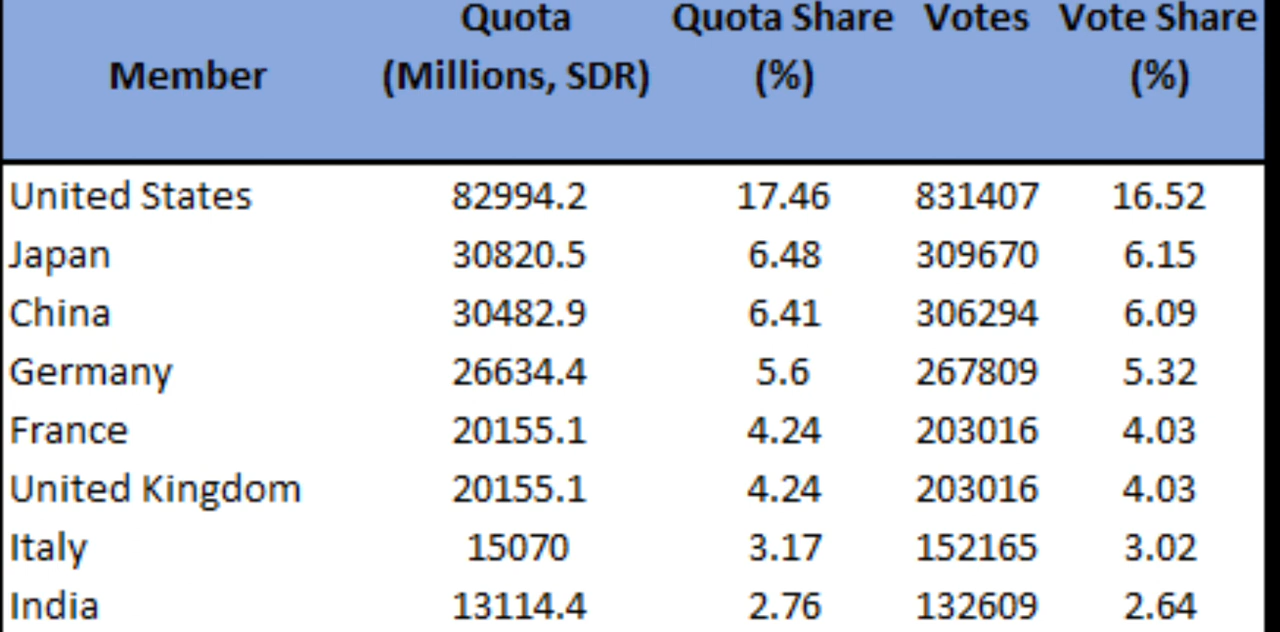 Quota Quota Share Votes Vote Share
Member (Millions, SDR) (%) (%)
United States 82994.2 17.46 831407 16.52
Japan 30820.5 6.48 309670 6.15
China 30482.9 6.41 306294 6.09
Germany 26634.4 5.6 267809 5.32
France 20155.1 4.24 203016 4.03
United Kingdom 20155.1 4.24 203016 4.03
Italy 15070 3.17 152165 3.02
India 13114.4 2.76 132609 2.64